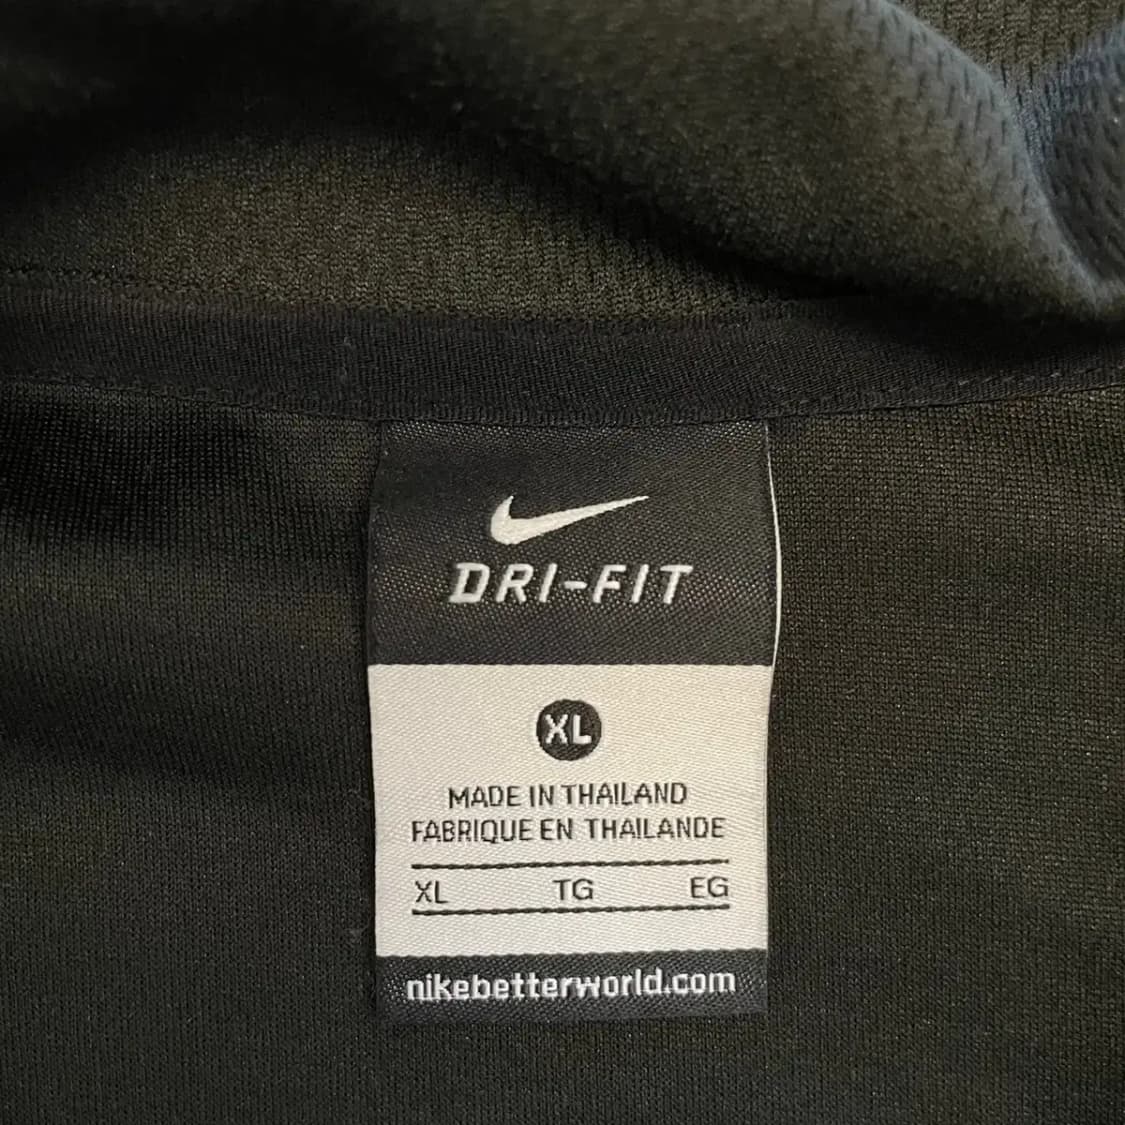 DRI-FIT
XL
MADE IN THAILAND
FABRIQUE EN THAILANDE
XL TG EG
nikebetterworld.com